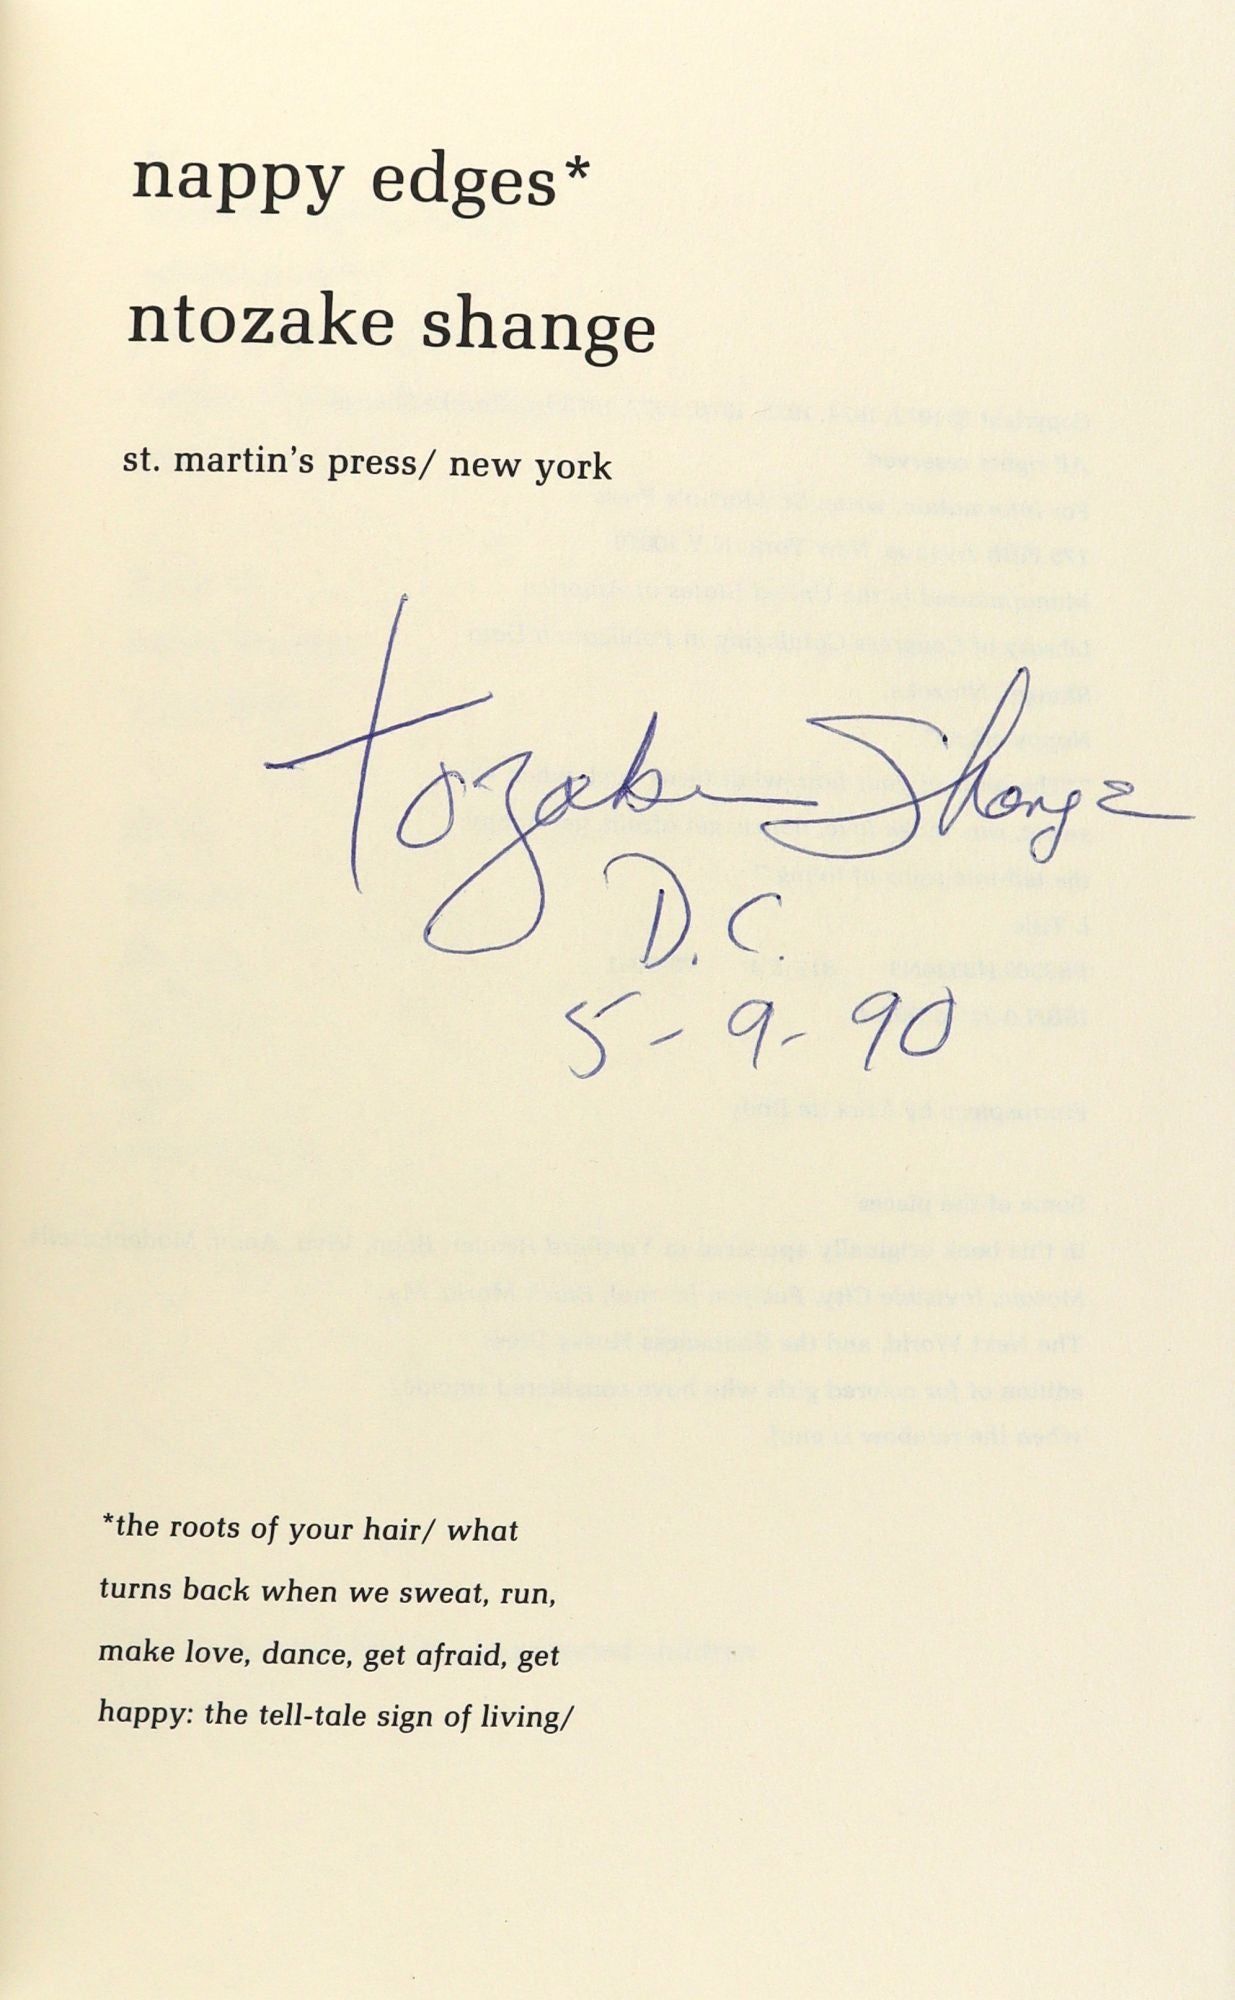 nappy edges*
ntozake shange
st. martin's press/ new york
tozake Shange
D.C.
5-9-90
*the roots of your hair/ what
turns back when we sweat, run,
make love, dance, get afraid, get
happy: the tell-tale sign of living/